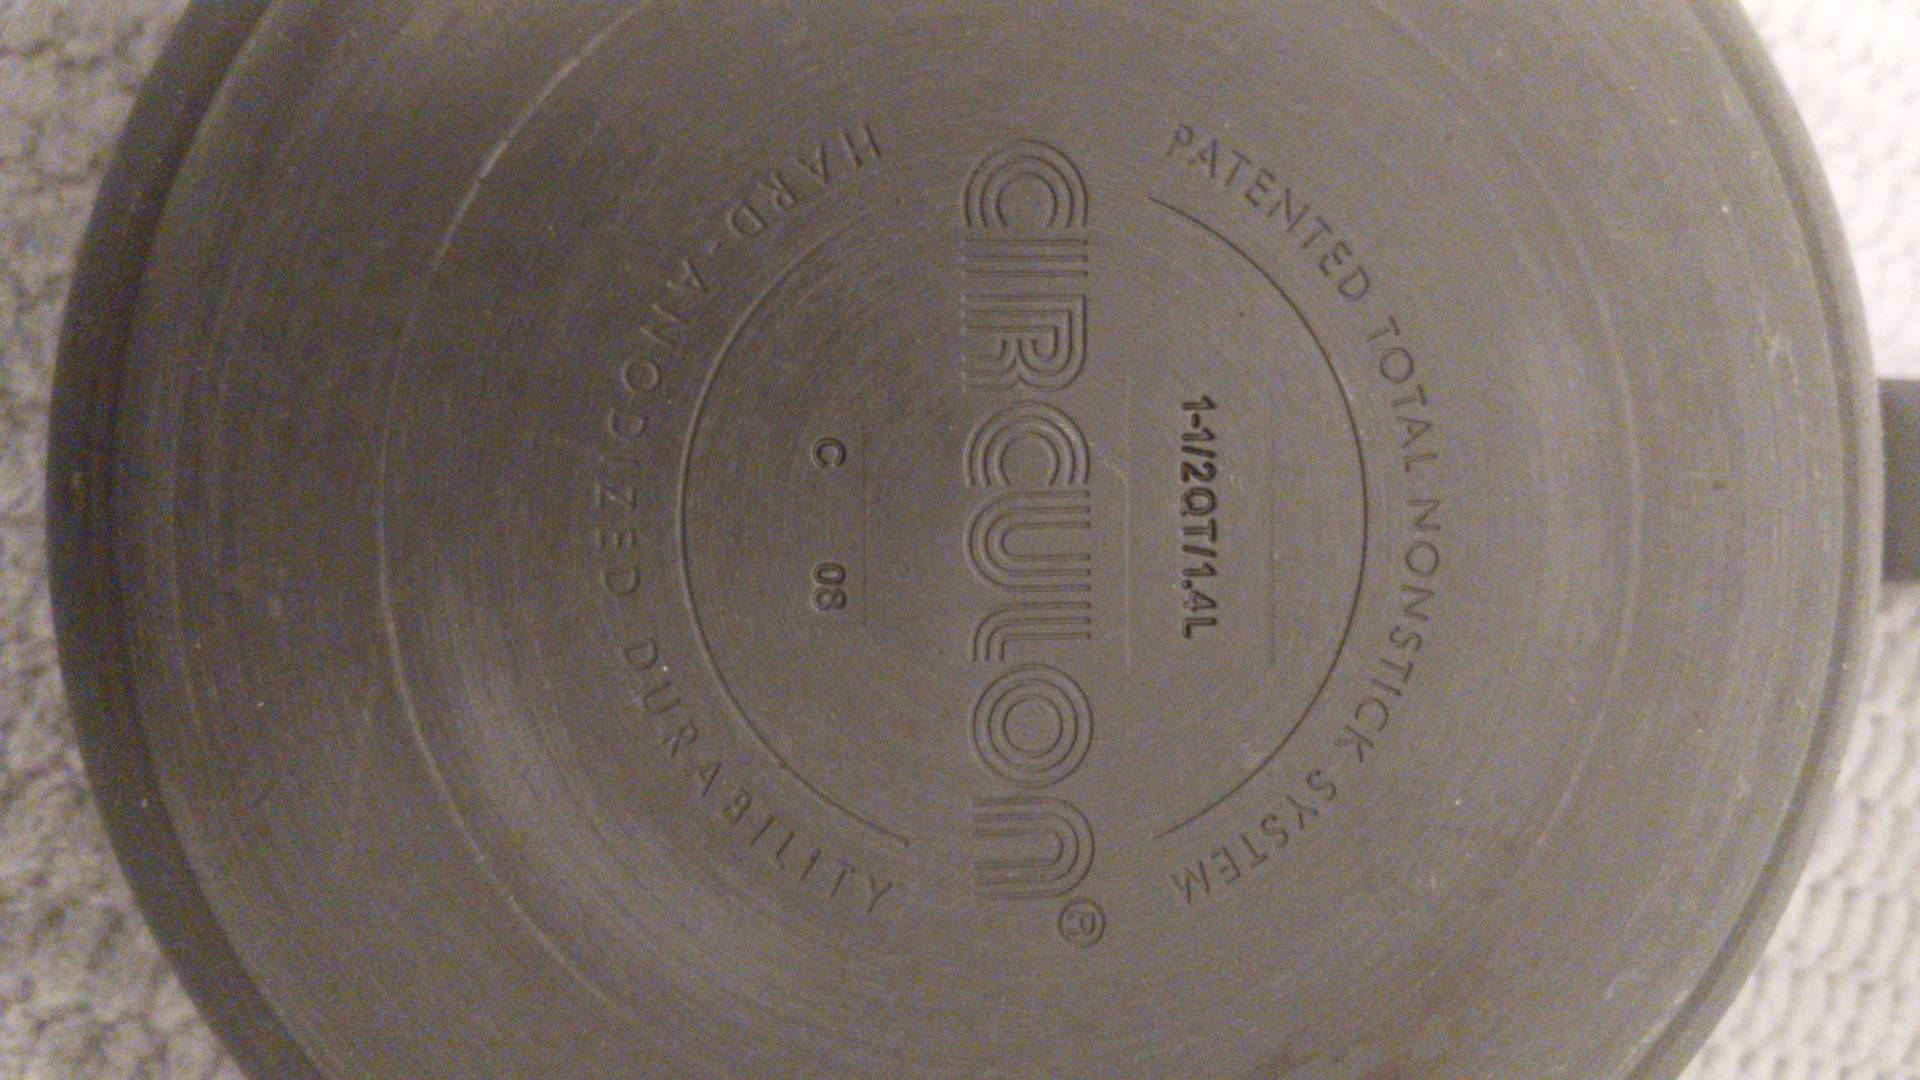 PATENTED TOTAL NONSTICK SYSTEM
1-1/2QT/1.4L
CIRCULON®
C 08
HARD-ANODIZED DURABILITY